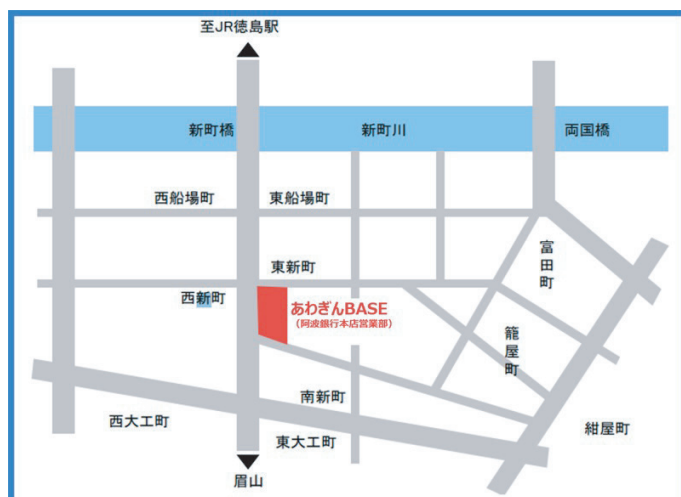 至JR徳島駅
新町橋
新町川
両国橋
西船場町
東船場町
富田町
東新町
西新町
あわぎんBASE
（阿波銀行本店営業部）
籠屋町
南新町
西大工町
東大工町
紺屋町
眉山